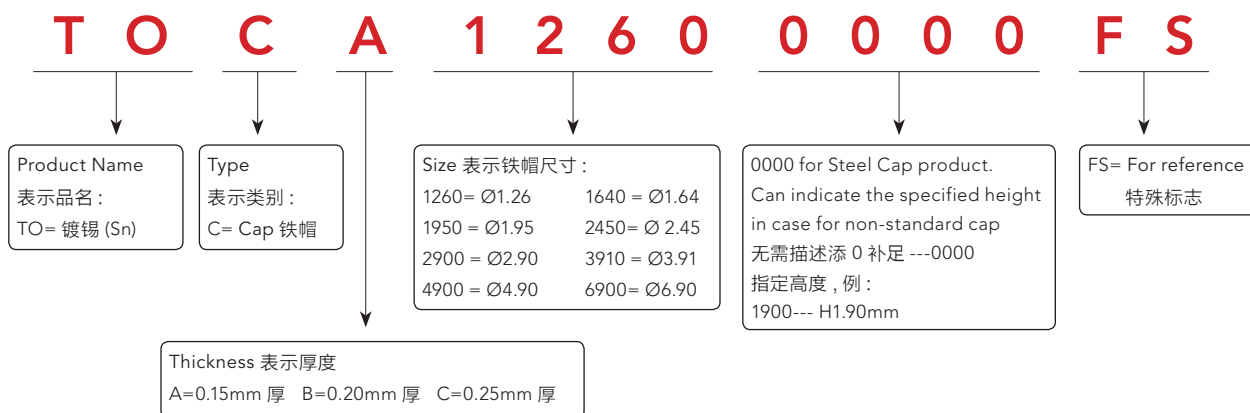 T O C A 1 2 6 0 0 0 0 0 F S
Product Name
表示品名 :
TO= 镀锡 (Sn)
Type
表示类别 :
C= Cap 铁帽
Size 表示铁帽尺寸 :
1260= Ø1.26 1640 = Ø1.64
1950 = Ø1.95 2450= Ø 2.45
2900 = Ø2.90 3910 = Ø3.91
4900 = Ø4.90 6900= Ø6.90
0000 for Steel Cap product.
Can indicate the specified height
in case for non-standard cap
无需描述添 0 补足 ---0000
指定高度 , 例 :
1900--- H1.90mm
FS= For reference
特殊标志
Thickness 表示厚度
A=0.15mm 厚 B=0.20mm 厚 C=0.25mm 厚